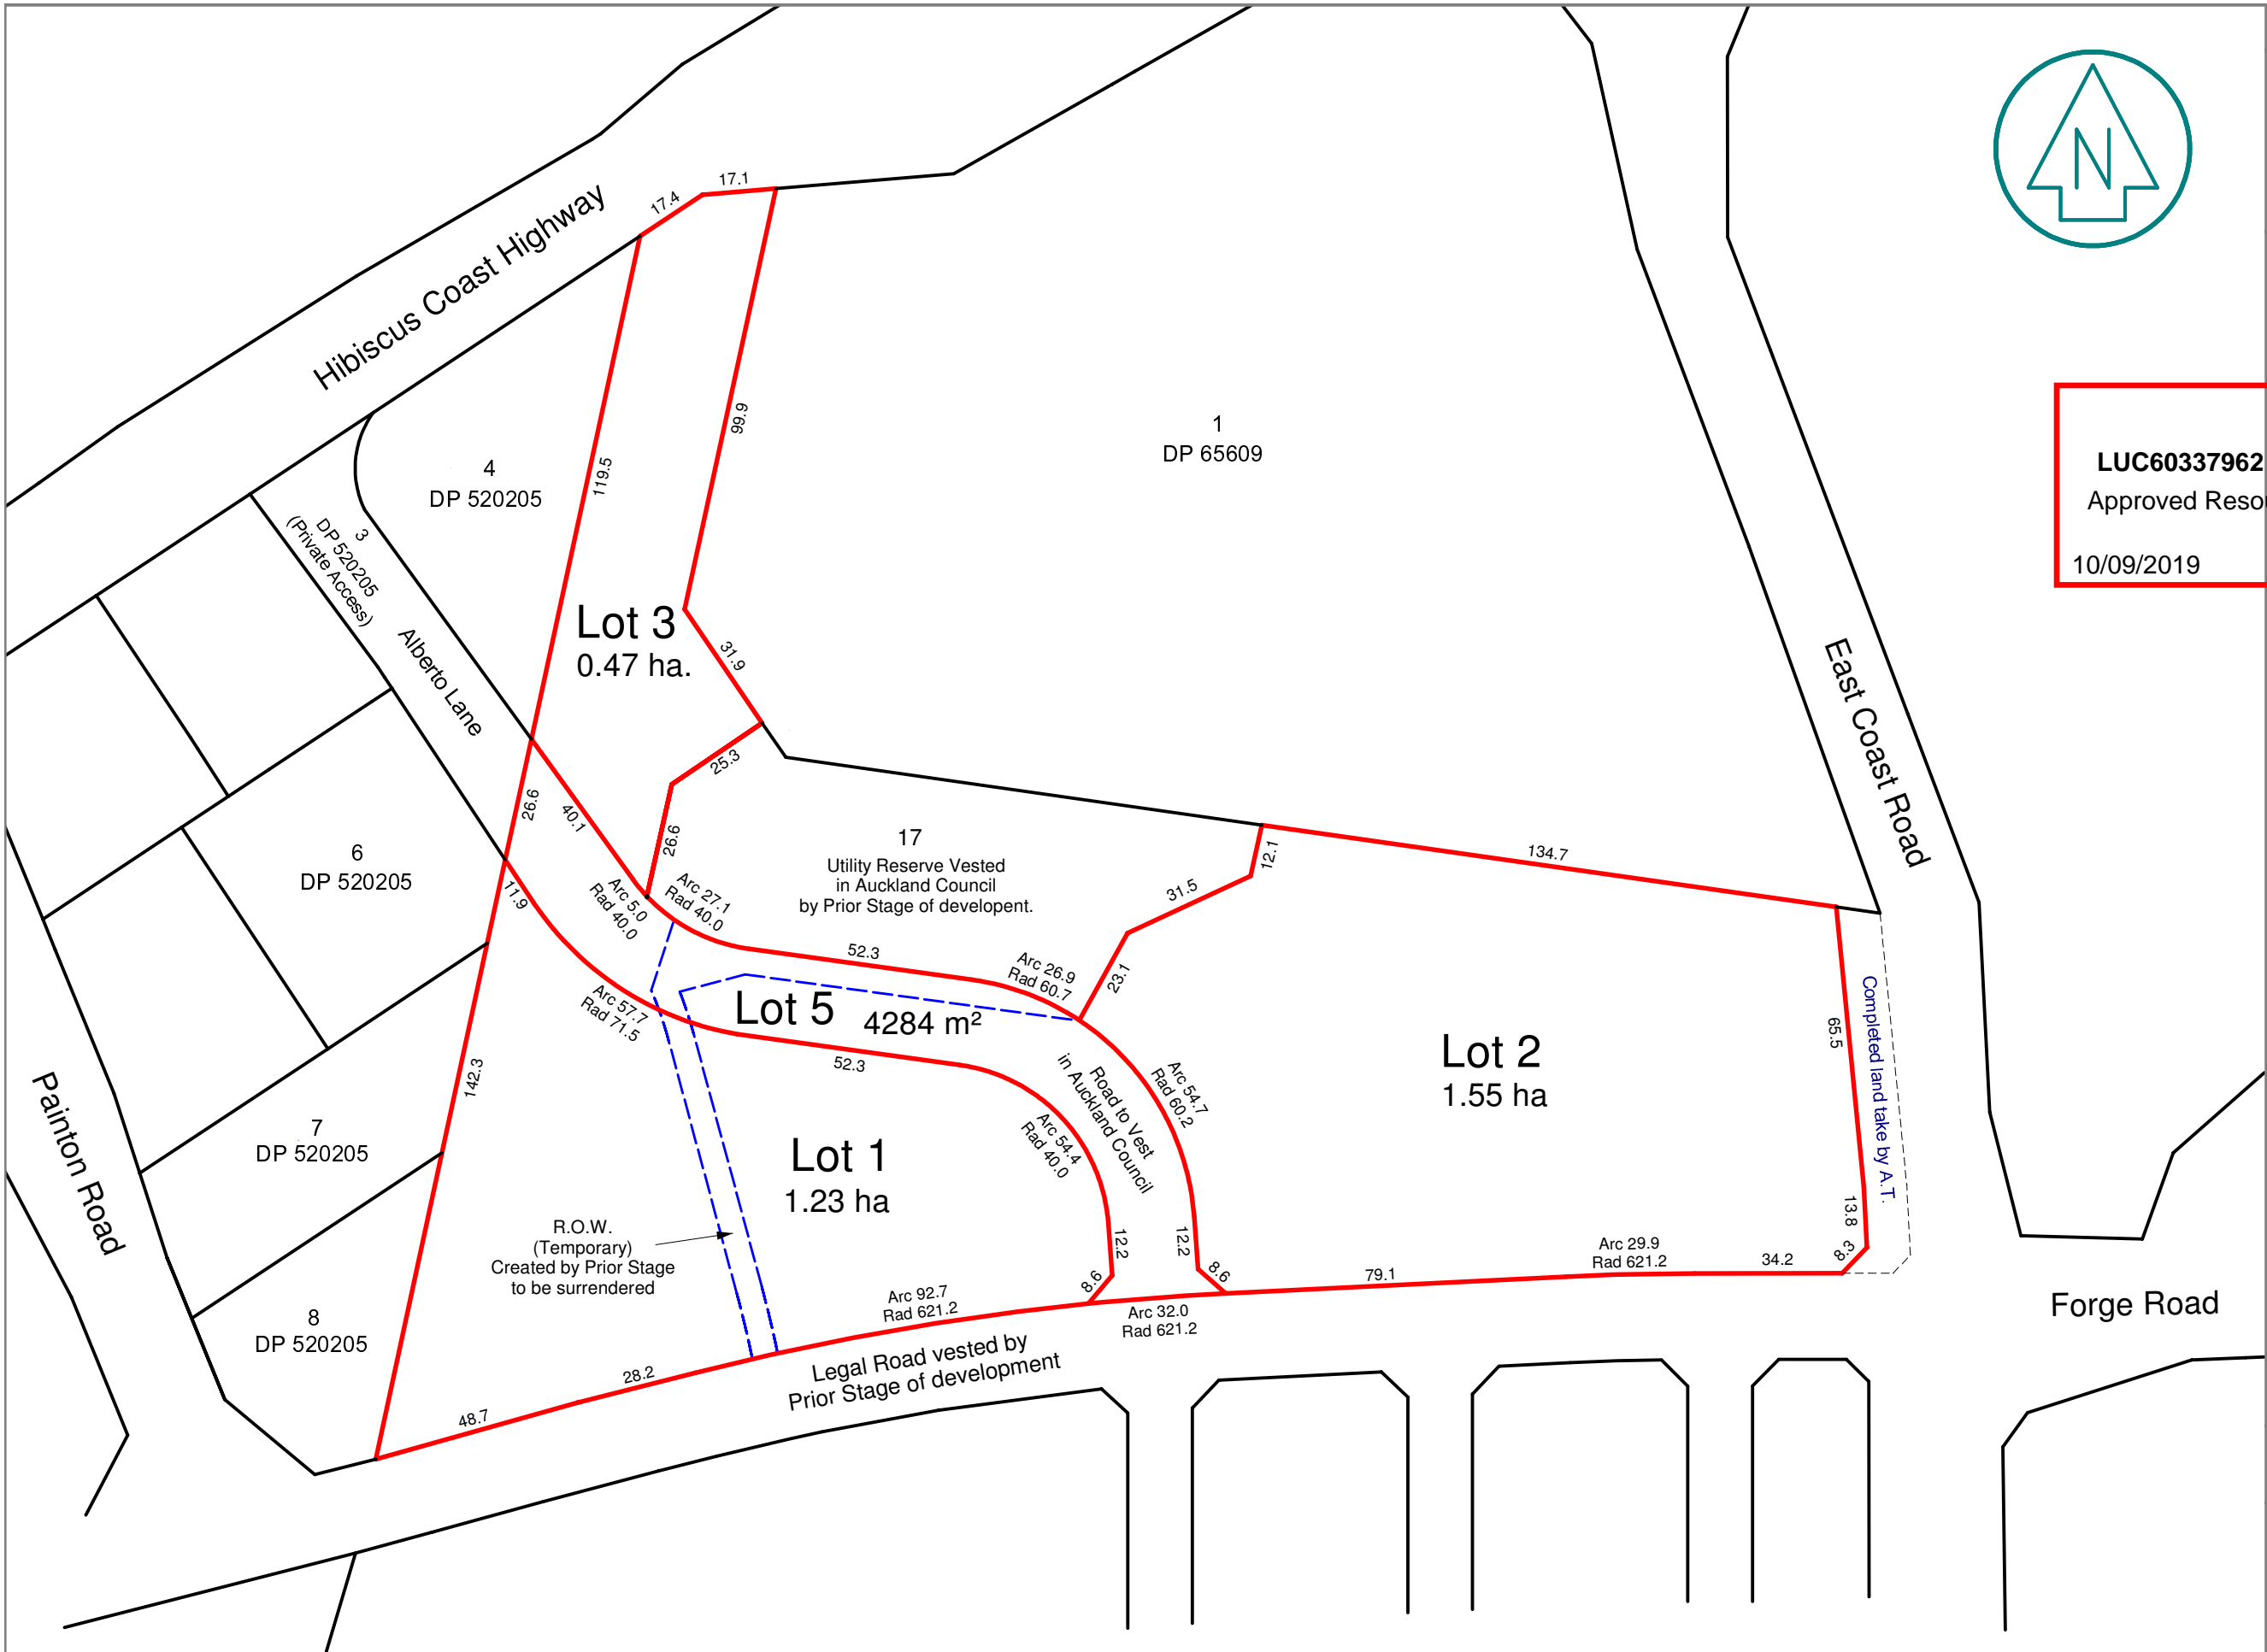 17.1
17.4
Hibiscus Coast Highway
N
99.9
119.5
1
DP 65609
4
DP 520205
LUC60337962
Approved Reso
10/09/2019
3
DP 520205
(Private Access)
Alberto Lane
Lot 3
0.47 ha.
31.9
East Coast Road
25.3
26.6
40.1
26.6
17
Utility Reserve Vested
in Auckland Council
by Prior Stage of developent.
12.1
134.7
6
DP 520205
11.9
Arc 5.0
Rad 40.0
Arc 27.1
Rad 40.0
31.5
52.3
Arc 26.9
Rad 60.7
23.1
Arc 57.7
Rad 71.5
Lot 5
4284 m²
52.3
Lot 2
1.55 ha
65.5
Completed land take by A.T.
142.3
Painton Road
7
DP 520205
Lot 1
1.23 ha
Arc 54.4
Rad 40.0
Road to Vest
in Auckland Council
Arc 54.7
Rad 60.2
13.8
R.O.W.
(Temporary)
Created by Prior Stage
to be surrendered
12.2
12.2
8.6
8.6
8.3
Arc 29.9
Rad 621.2
34.2
79.1
Arc 92.7
Rad 621.2
Arc 32.0
Rad 621.2
Forge Road
8
DP 520205
Legal Road vested by
Prior Stage of development
28.2
48.7